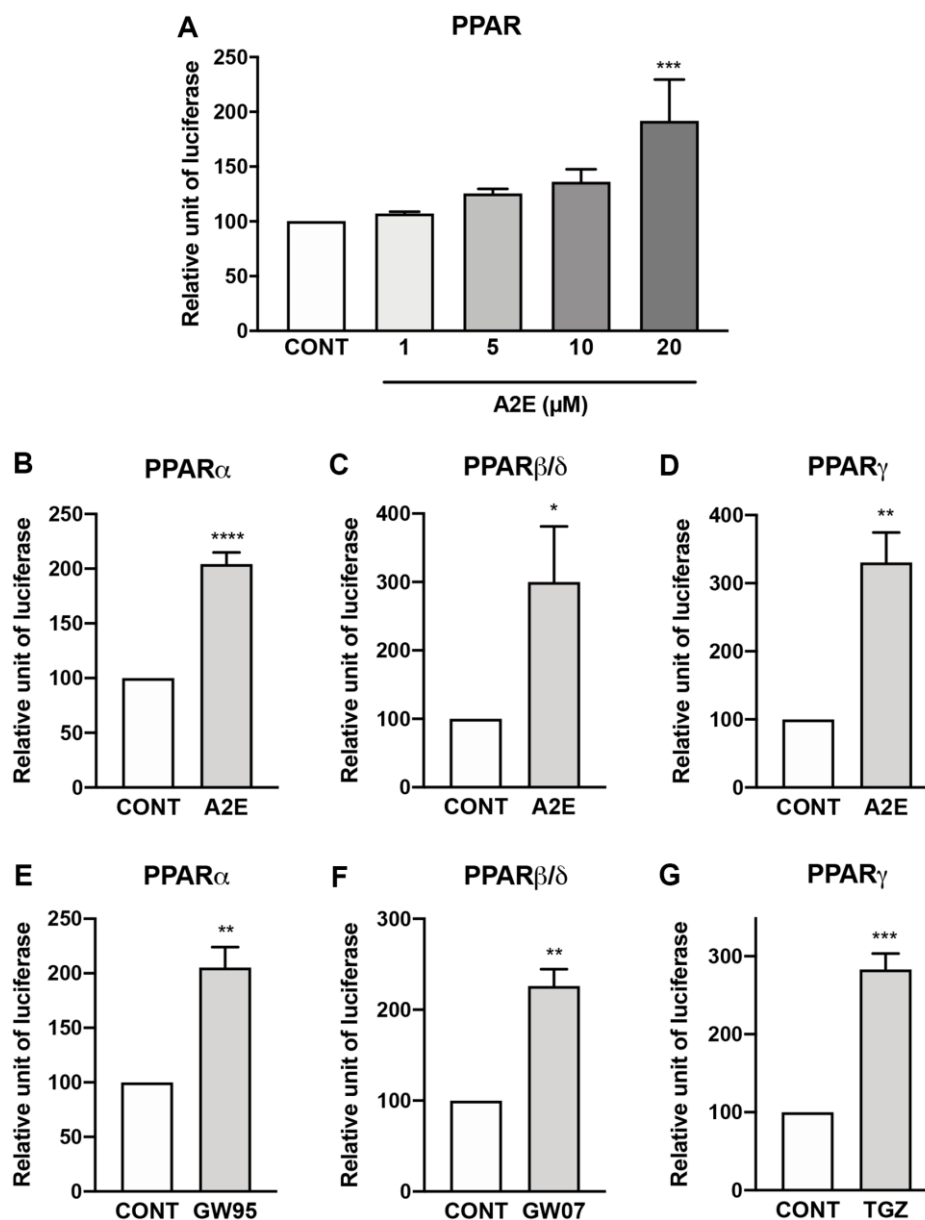 A
PPAR
Relative unit of luciferase
250
200
150
100
50
0
***
CONT 1 5 10 20
A2E (µM)
B
PPARα
Relative unit of luciferase
250
200
150
100
50
0
****
CONT A2E
C
PPARβ/δ
Relative unit of luciferase
400
300
200
100
0
*
CONT A2E
D
PPARγ
Relative unit of luciferase
400
300
200
100
0
**
CONT A2E
E
PPARα
Relative unit of luciferase
250
200
150
100
50
0
**
CONT GW95
F
PPARβ/δ
Relative unit of luciferase
300
200
100
0
**
CONT GW07
G
PPARγ
Relative unit of luciferase
300
200
100
0
***
CONT TGZ